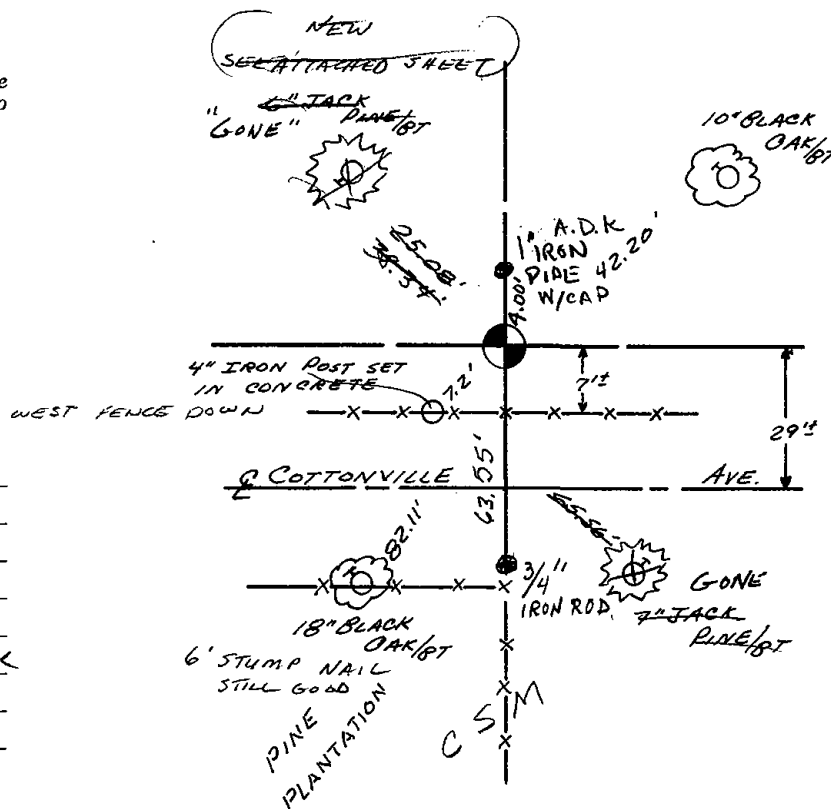 NEW
SEE ATTACHED SHEET
6" JACK
PINE/BT
"GONE"
10" BLACK
OAK/BT
25.08'
1" A.D.K
IRON
PIPE
W/CAP
42.20'
4.00'
4" IRON POST SET
IN CONCRETE
7.2'
7'±
WEST FENCE DOWN
29'±
63.55'
℄ COTTONVILLE AVE.
82.11'
3/4"
IRON ROD
GONE
7" JACK
PINE/BT
18" BLACK
OAK/BT
6' STUMP NAIL
STILL GOOD
PINE
PLANTATION
C S M